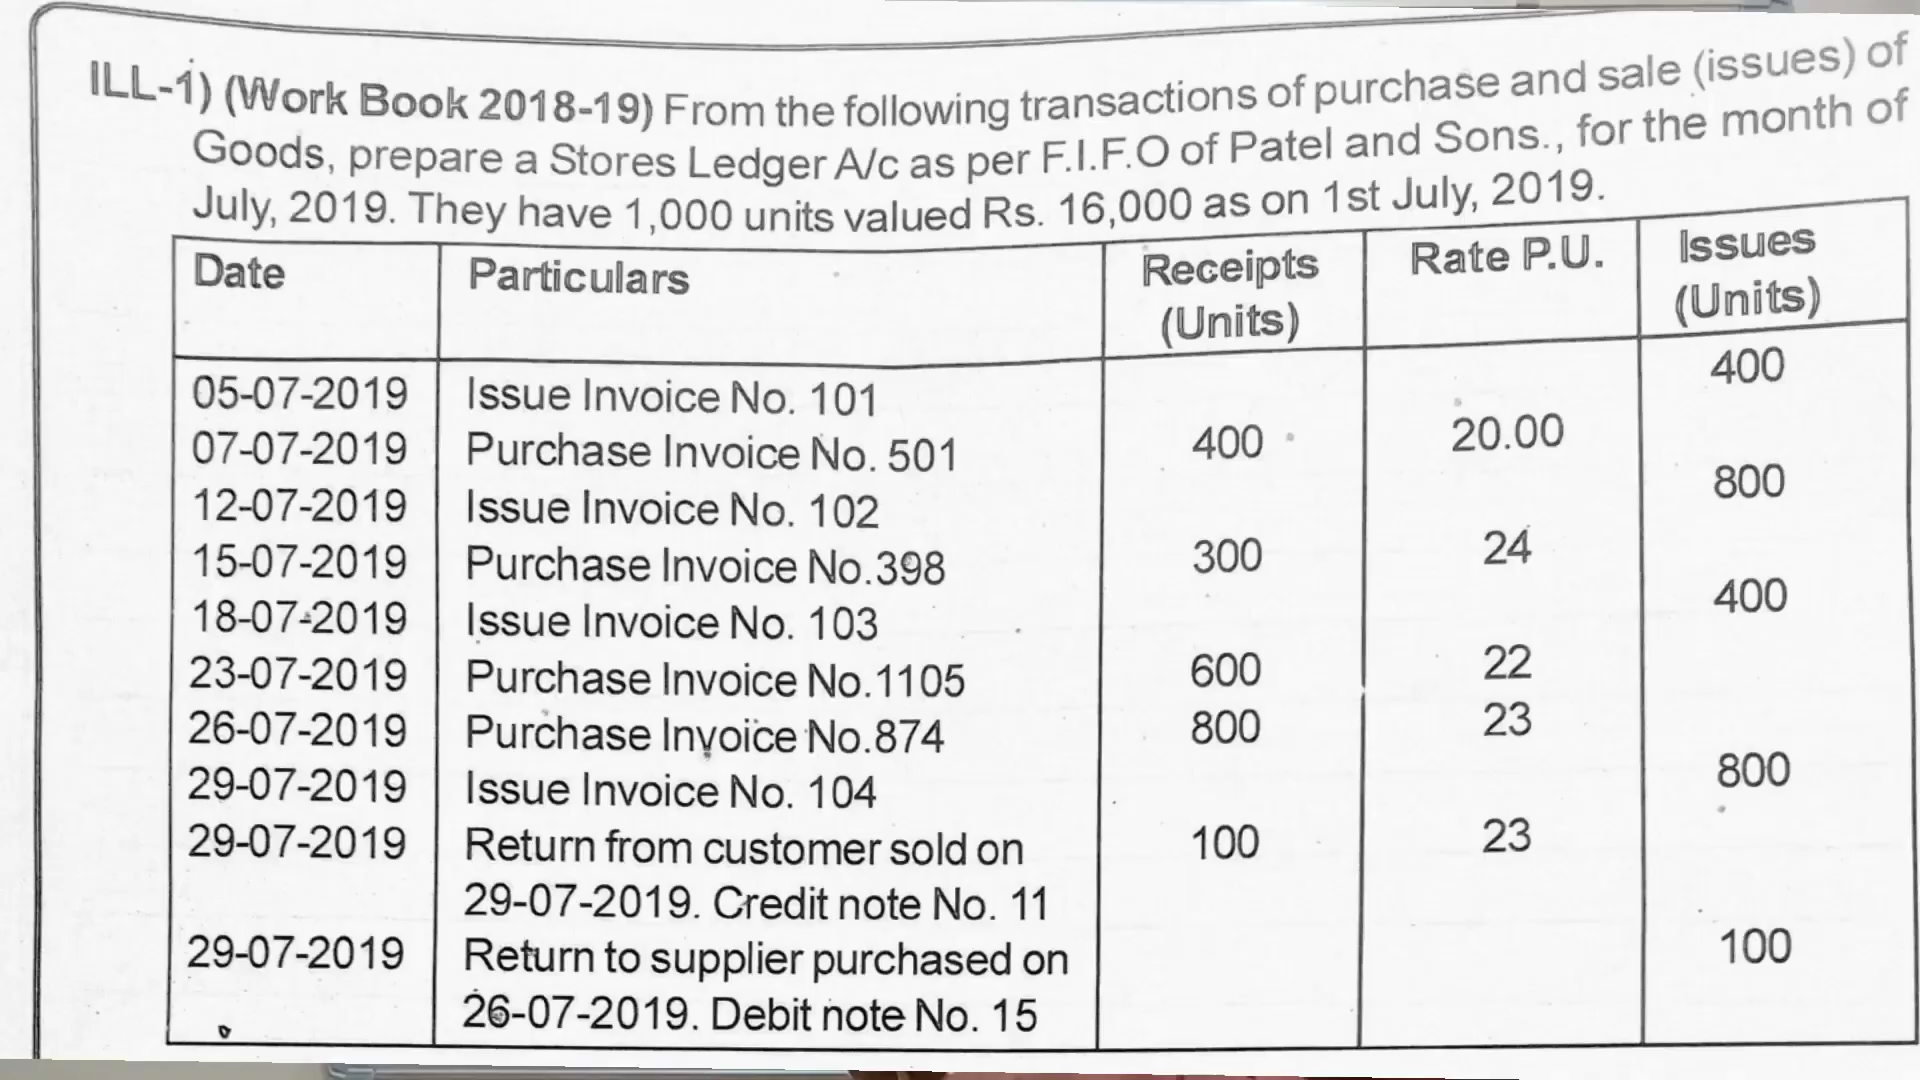 ILL-1) (Work Book 2018-19) From the following transactions of purchase and sale (issues) of
Goods, prepare a Stores Ledger A/c as per F.I.F.O of Patel and Sons., for the month of
July, 2019. They have 1,000 units valued Rs. 16,000 as on 1st July, 2019.
Date Particulars Receipts (Units) Rate P.U. Issues (Units)
05-07-2019 Issue Invoice No. 101 400
07-07-2019 Purchase Invoice No. 501 400 20.00
12-07-2019 Issue Invoice No. 102 800
15-07-2019 Purchase Invoice No.398 300 24
18-07-2019 Issue Invoice No. 103 400
23-07-2019 Purchase Invoice No.1105 600 22
26-07-2019 Purchase Invoice No.874 800 23
29-07-2019 Issue Invoice No. 104 800
29-07-2019 Return from customer sold on 100 23
29-07-2019. Credit note No. 11
29-07-2019 Return to supplier purchased on 100
26-07-2019. Debit note No. 15